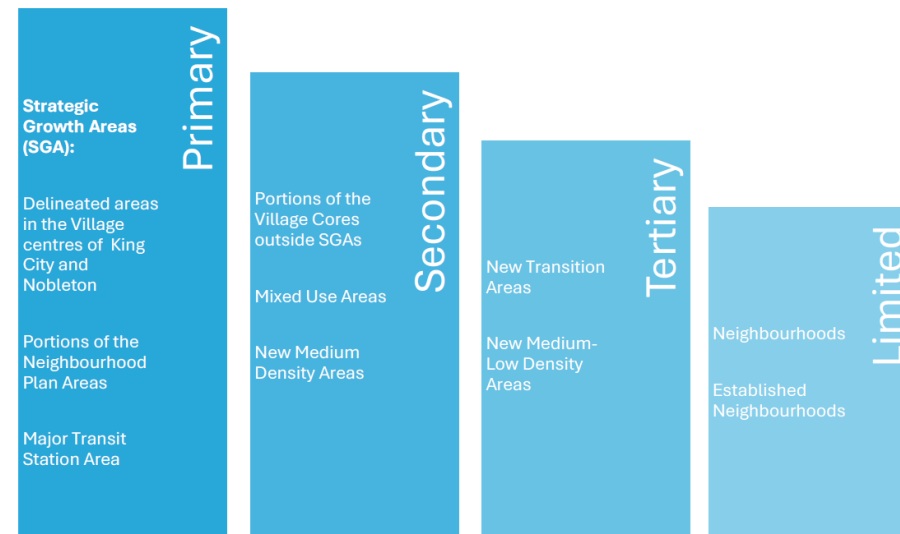 Primary
Strategic
Growth Areas
(SGA):
Delineated areas
in the Village
centres of King
City and
Nobleton
Portions of the
Neighbourhood
Plan Areas
Major Transit
Station Area
Secondary
Portions of the
Village Cores
outside SGAs
Mixed Use Areas
New Medium
Density Areas
Tertiary
New Transition
Areas
New Medium-
Low Density
Areas
Limited
Neighbourhoods
Established
Neighbourhoods